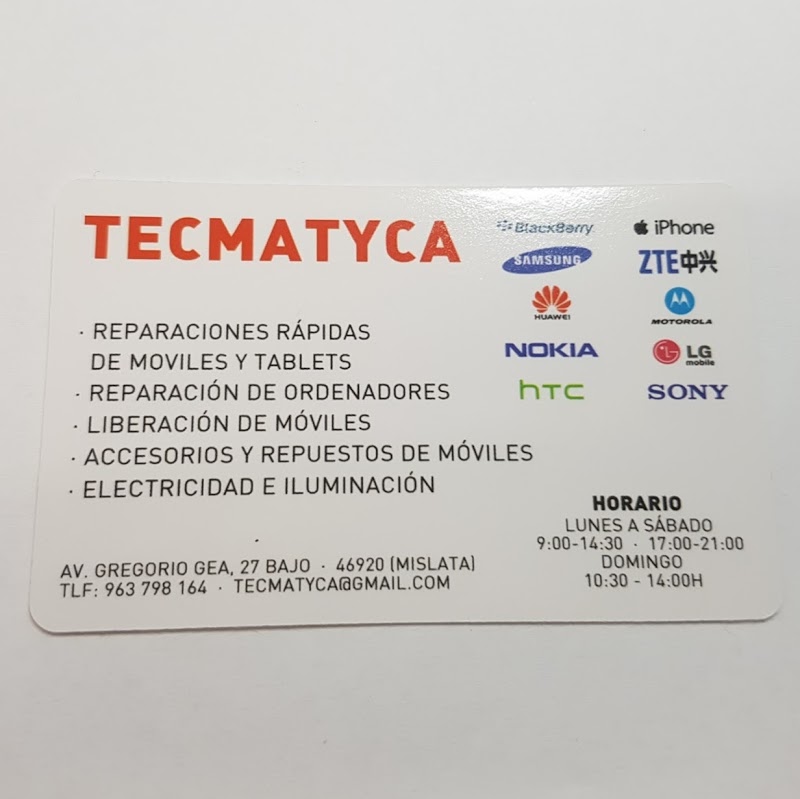 TECMATYCA
· REPARACIONES RÁPIDAS
DE MOVILES Y TABLETS
· REPARACIÓN DE ORDENADORES
· LIBERACIÓN DE MÓVILES
· ACCESORIOS Y REPUESTOS DE MÓVILES
· ELECTRICIDAD E ILUMINACIÓN
BlackBerry
iPhone
SAMSUNG
ZTE中兴
HUAWEI
MOTOROLA
NOKIA
LG
mobile
hTC
SONY
HORARIO
LUNES A SÁBADO
9:00-14:30 · 17:00-21:00
DOMINGO
10:30 - 14:00H
AV. GREGORIO GEA, 27 BAJO · 46920 (MISLATA)
TLF: 963 798 164 · TECMATYCA@GMAIL.COM